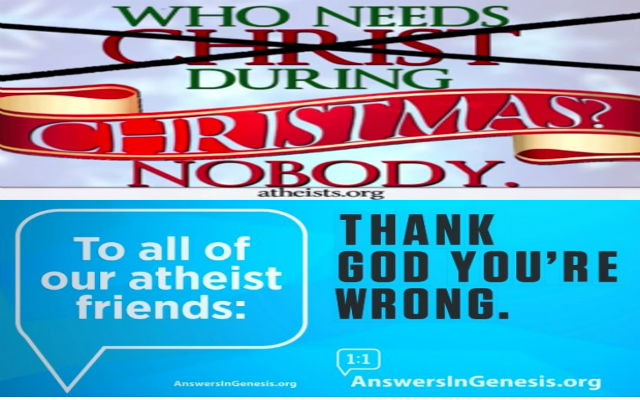 WHO NEEDS
CHRIST
DURING
CHRISTMAS?
NOBODY.
atheists.org
To all of
our atheist
friends:
THANK
GOD YOU'RE
WRONG.
1:1
AnswersInGenesis.org
AnswersInGenesis.org